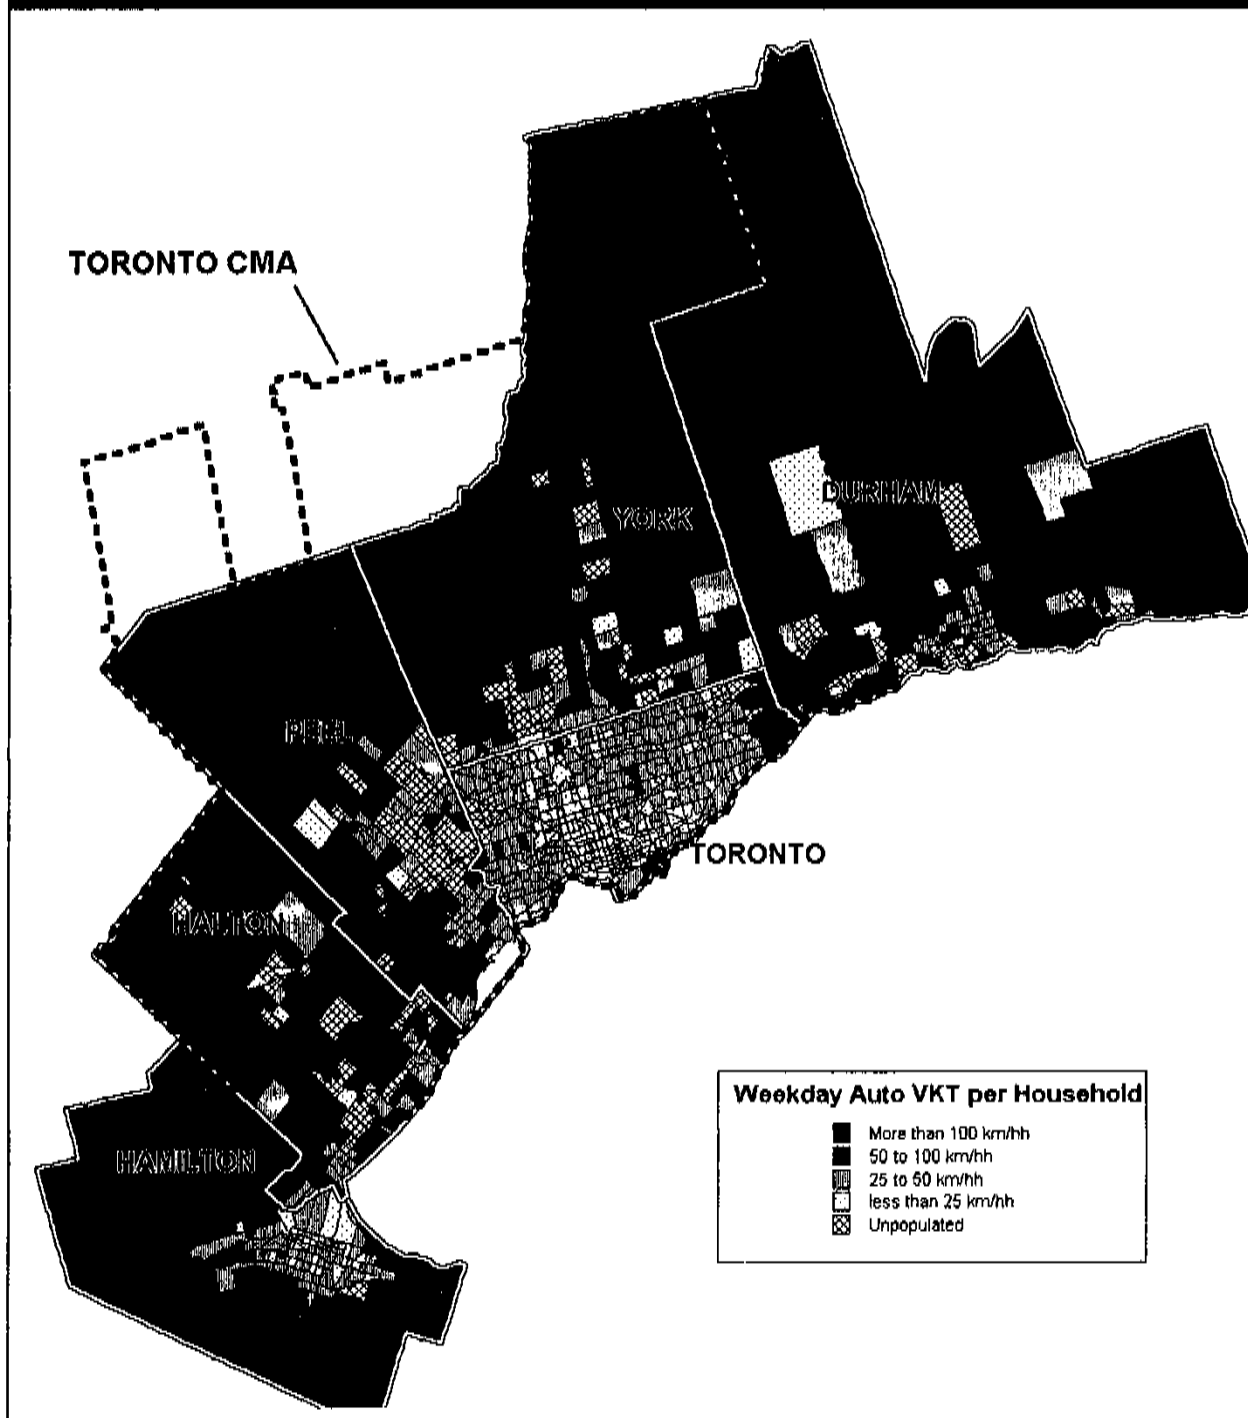 TORONTO CMA
DURHAM
YORK
PEEL
TORONTO
HALTON
Weekday Auto VKT per Household
More than 100 km/hh
50 to 100 km/hh
25 to 50 km/hh
less than 25 km/hh
Unpopulated
HAMILTON